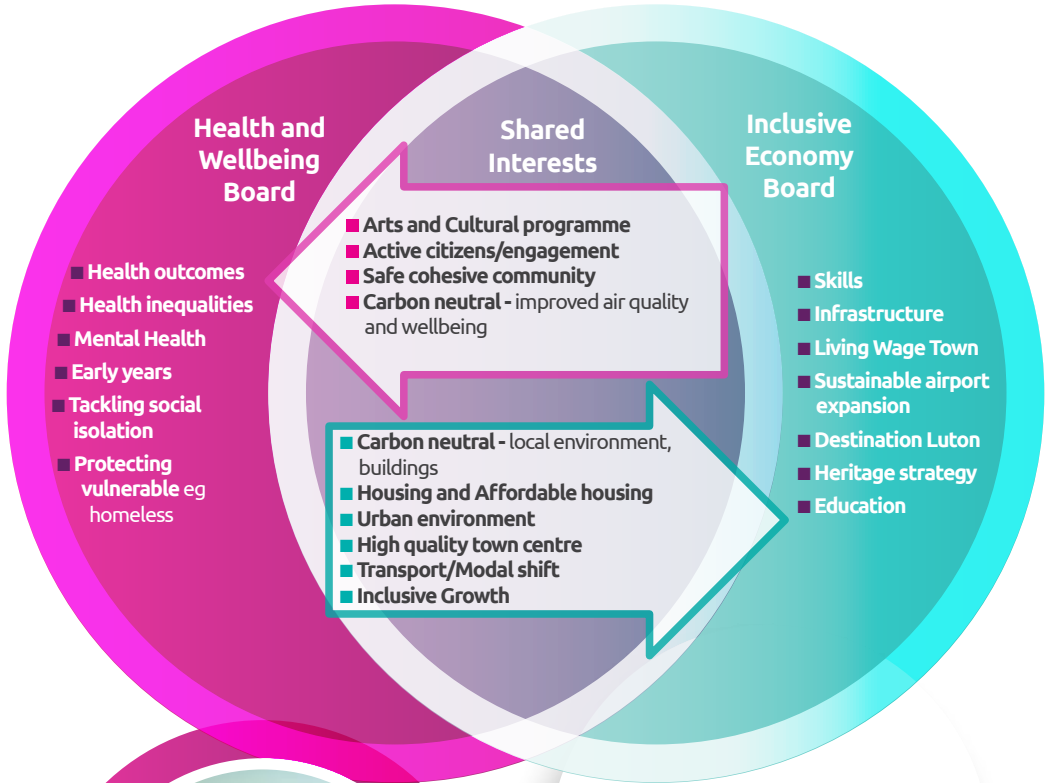 Health and
Wellbeing
Board
Health outcomes
Health inequalities
Mental Health
Early years
Tackling social
isolation
Protecting
vulnerable eg
homeless
Shared
Interests
Arts and Cultural programme
Active citizens/engagement
Safe cohesive community
Carbon neutral - improved air quality
and wellbeing
Carbon neutral - local environment,
buildings
Housing and Affordable housing
Urban environment
High quality town centre
Transport/Modal shift
Inclusive Growth
Inclusive
Economy
Board
Skills
Infrastructure
Living Wage Town
Sustainable airport
expansion
Destination Luton
Heritage strategy
Education